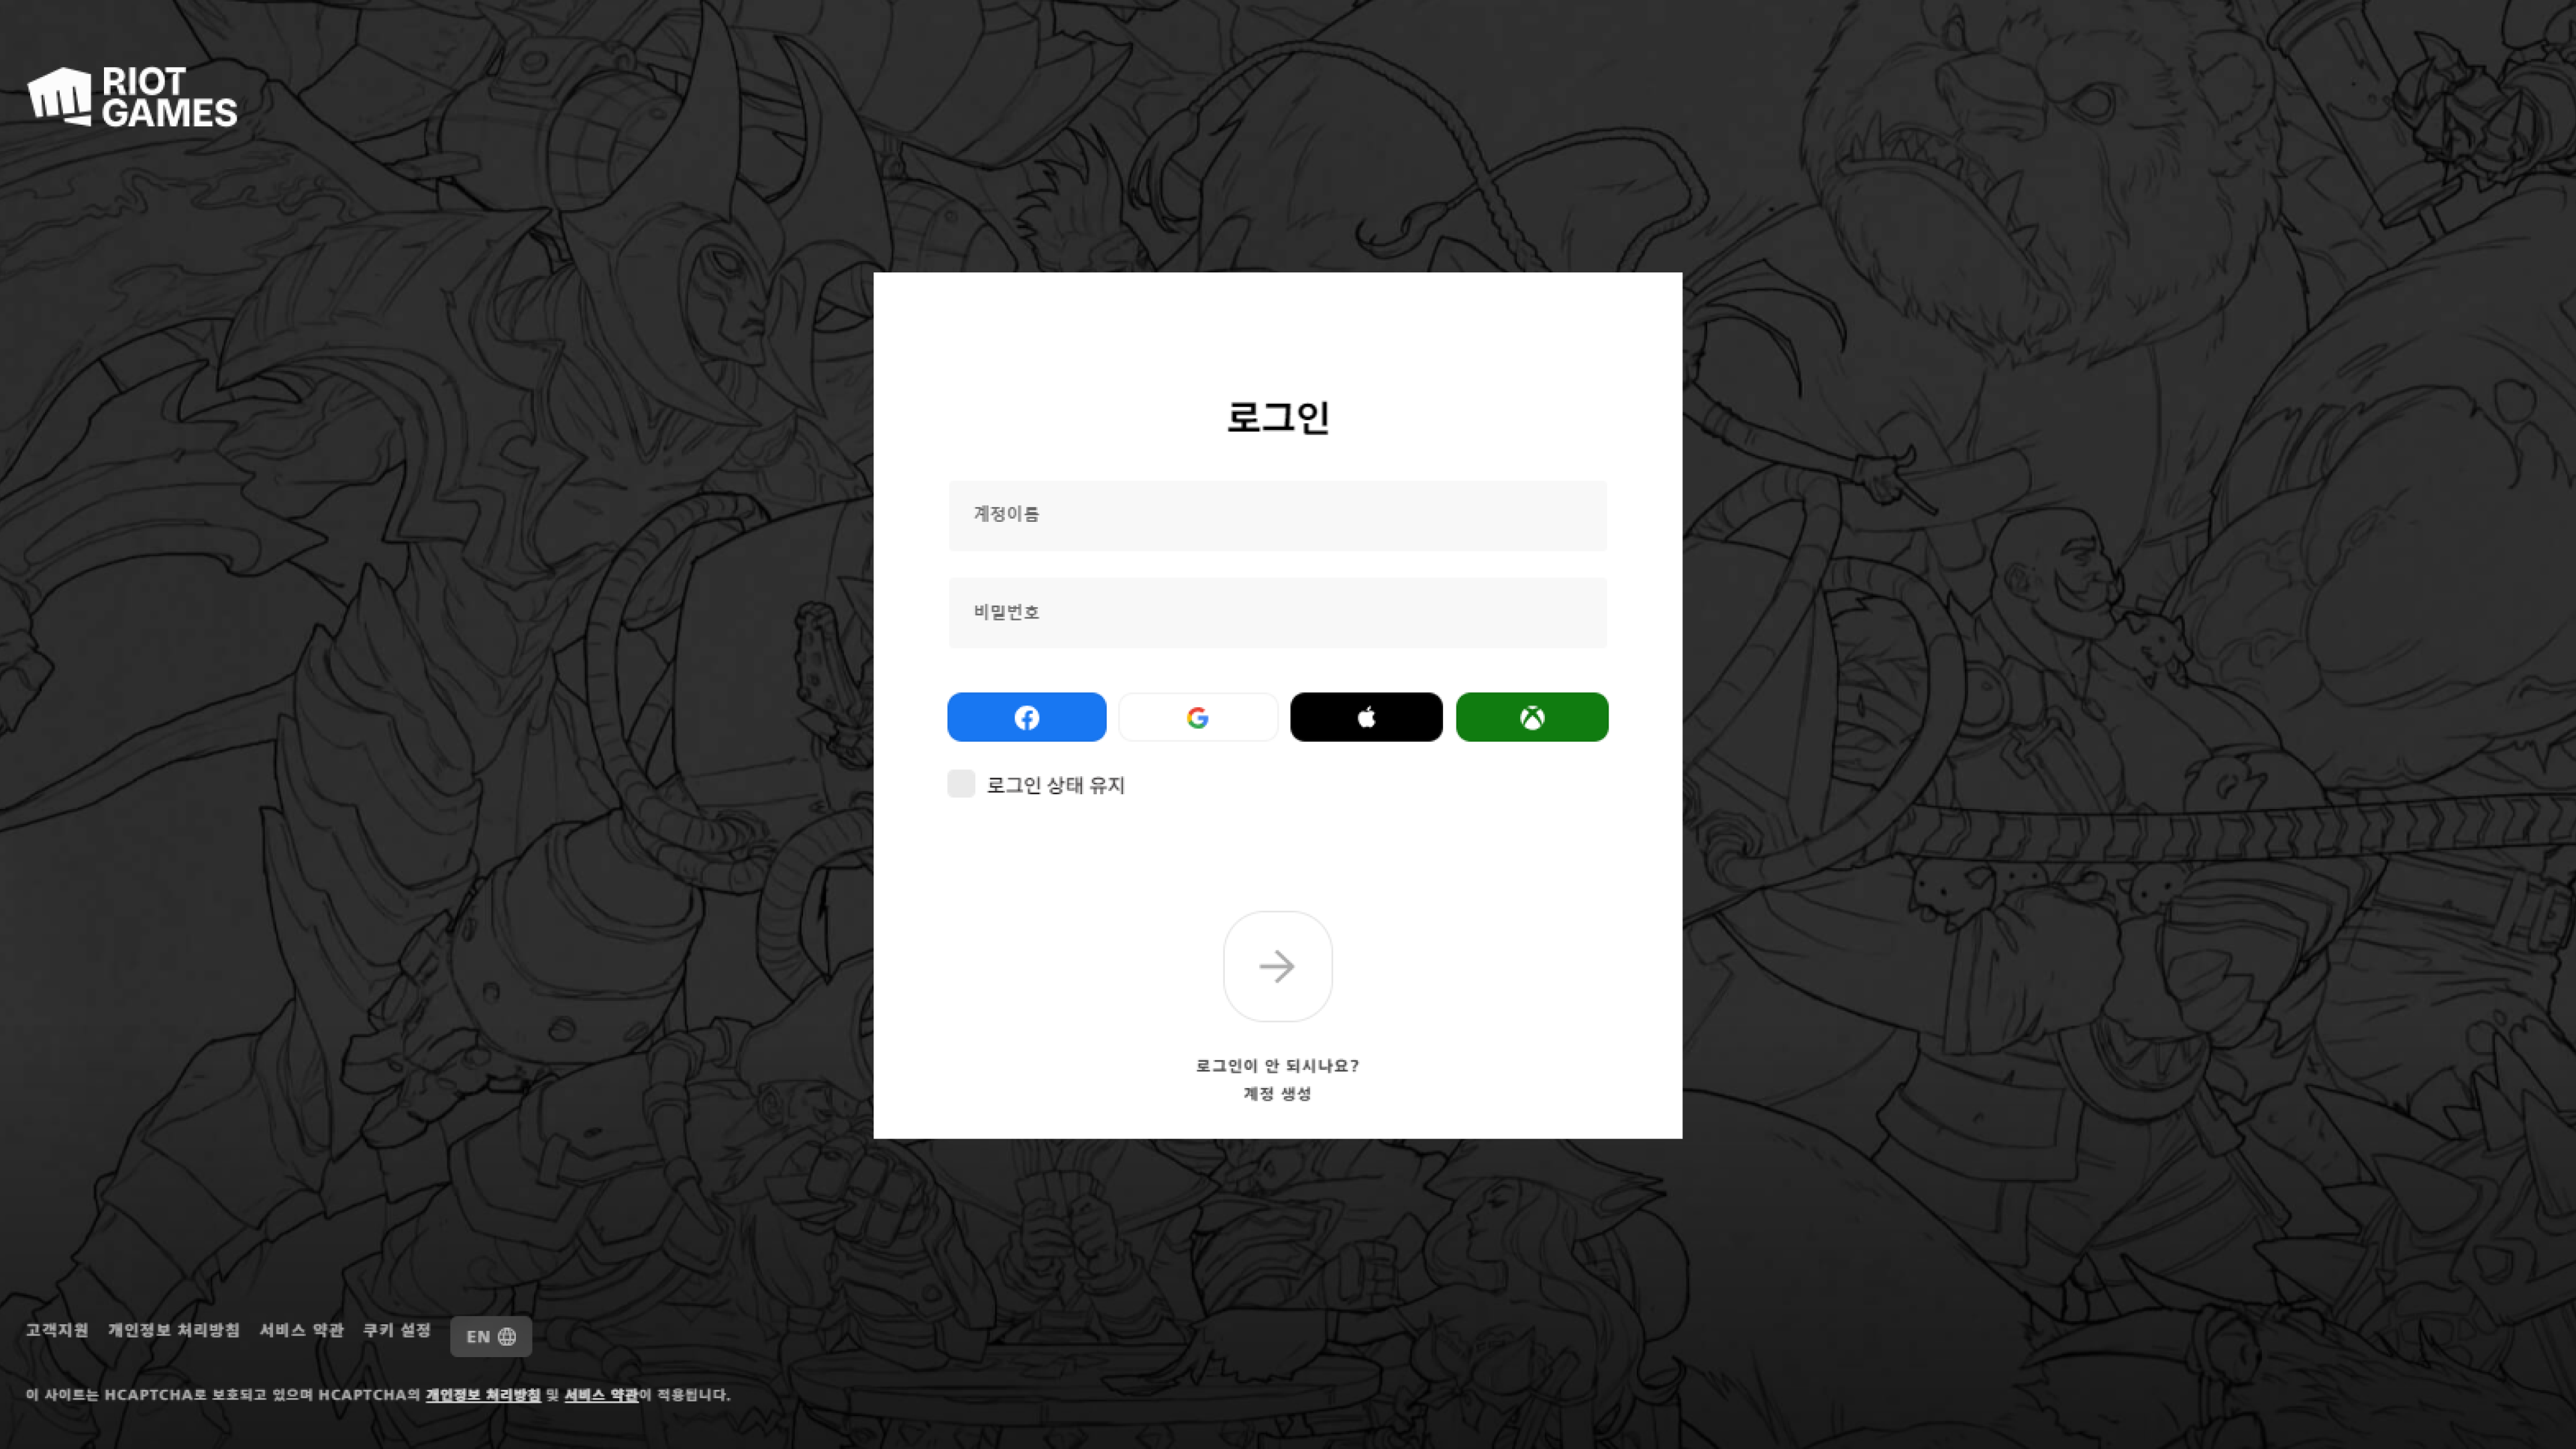 RIOT
GAMES
로그인
계정이름
비밀번호
로그인 상태 유지
로그인이 안 되시나요?
계정 생성
고객지원 개인정보 처리방침 서비스 약관 쿠키 설정 EN
이 사이트는 HCAPTCHA로 보호되고 있으며 HCAPTCHA의 개인정보 처리방침 및 서비스 약관이 적용됩니다.